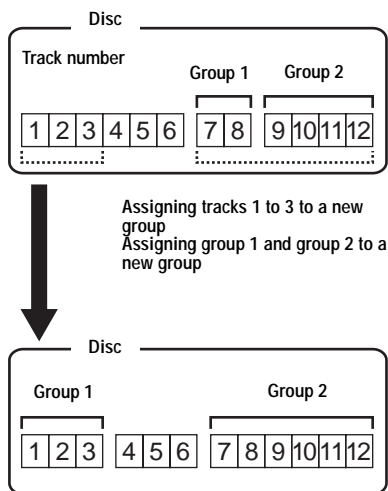 Disc
Track number
Group 1 Group 2
1 2 3 4 5 6 7 8 9 10 11 12
Assigning tracks 1 to 3 to a new
group
Assigning group 1 and group 2 to a
new group
Disc
Group 1 Group 2
1 2 3 4 5 6 7 8 9 10 11 12